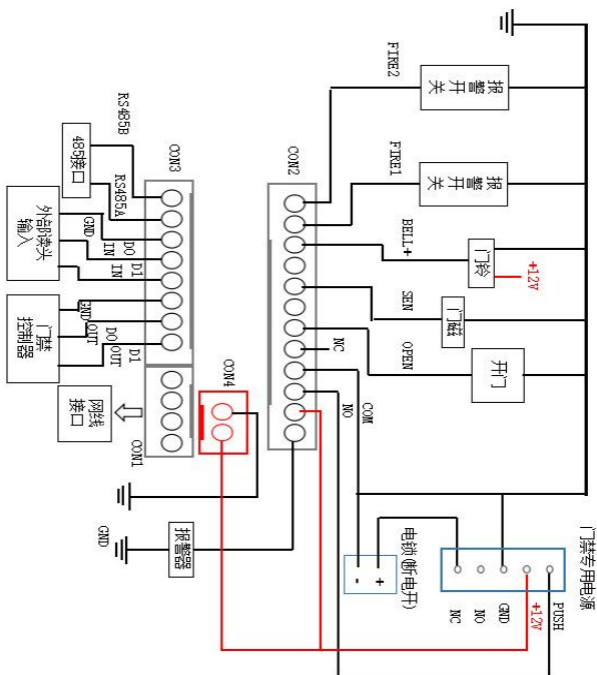 FIRE2
报警开关
FIRE1
报警开关
BELL+
门铃
+12V
SEN
门磁
OPEN
开门
NC
COM
NO
CON2
CON3
RS485B
485接口
RS485A
GND
D0
IN
D1
IN
外部读头
输入
GND
D0
OUT
D1
OUT
门禁
控制器
CON4
CON1
网线
接口
GND
报警器
电锁(断电开)
+
-
门禁专用电源
PUSH
+12V
GND
NO
NC